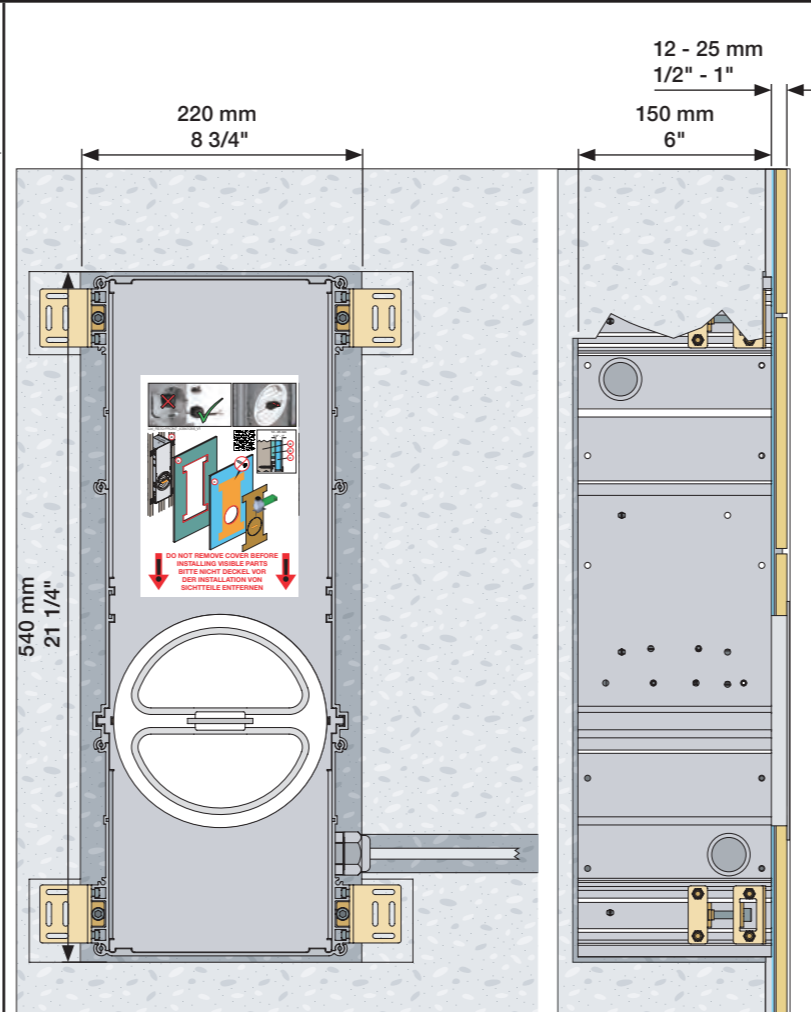 12 - 25 mm
1/2" - 1"
220 mm
8 3/4"
150 mm
6"
540 mm
21 1/4"
DO NOT REMOVE COVER BEFORE
INSTALLING VISIBLE PARTS
BITTE NICHT DECKEL VOR
DER INSTALLATION VON
SICHTTEILE ENTFERNEN